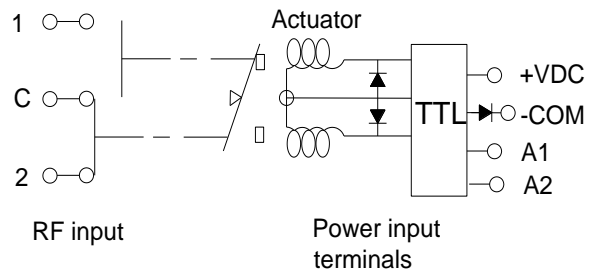 Actuator
1
C
2
TTL
+VDC
-COM
A1
A2
RF input
Power input
terminals